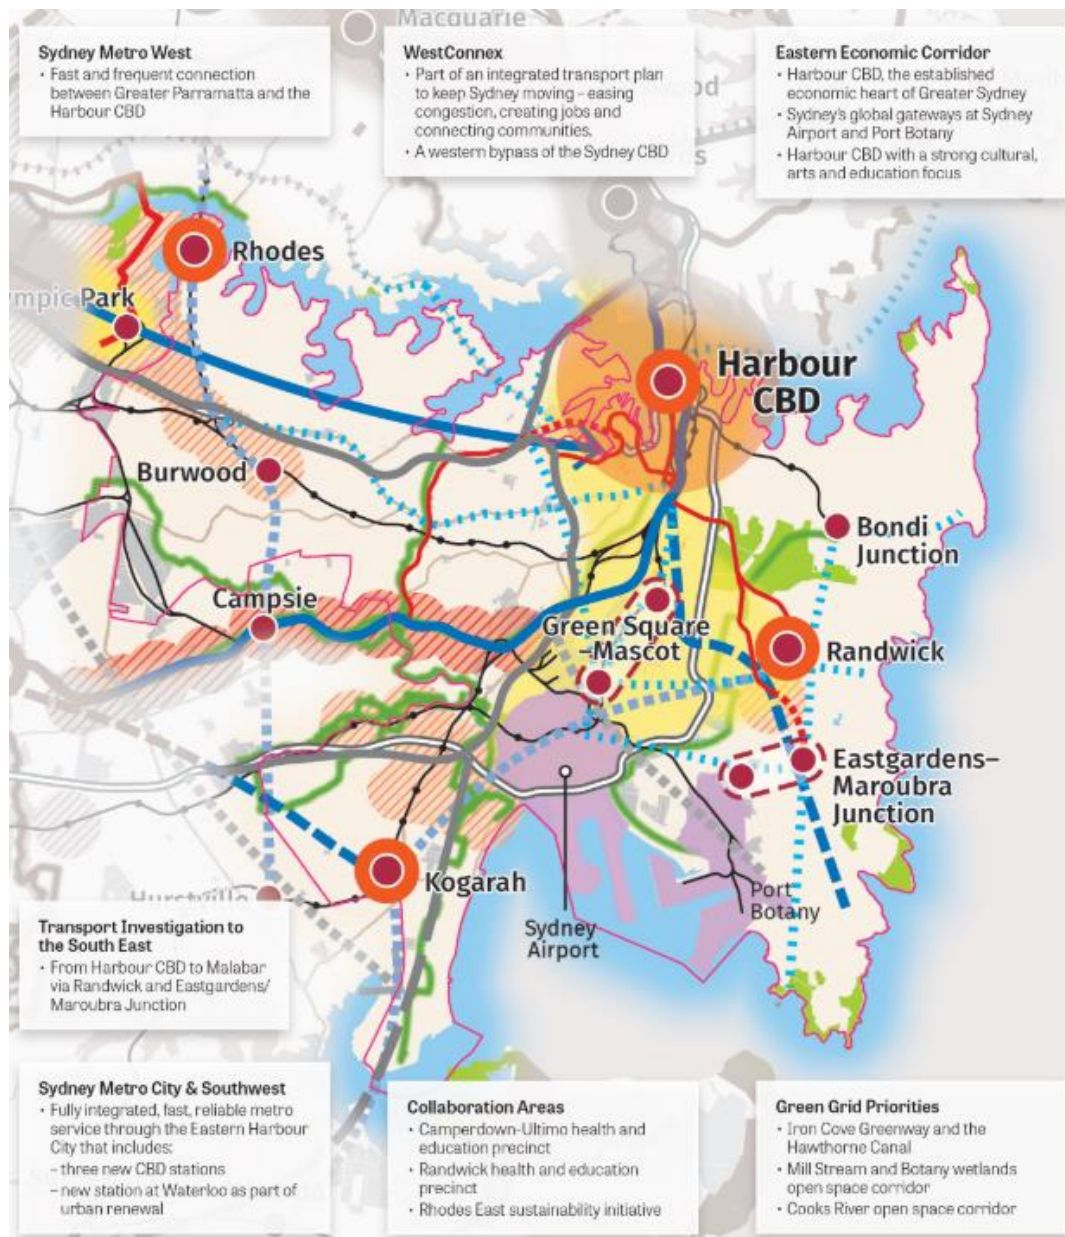 Macquarie
Sydney Metro West
• Fast and frequent connection
between Greater Parramatta and the
Harbour CBD
WestConnex
• Part of an integrated transport plan
to keep Sydney moving – easing
congestion, creating jobs and
connecting communities.
• A western bypass of the Sydney CBD
Eastern Economic Corridor
• Harbour CBD, the established
economic heart of Greater Sydney
• Sydney's global gateways at Sydney
Airport and Port Botany
• Harbour CBD with a strong cultural,
arts and education focus
Rhodes
ympic Park
Harbour
CBD
Burwood
Bondi
Junction
Campsie
Green Square
–Mascot
Randwick
Eastgardens–
Maroubra
Junction
Kogarah
Hurstville
Port
Botany
Sydney
Airport
Transport Investigation to
the South East
• From Harbour CBD to Malabar
via Randwick and Eastgardens/
Maroubra Junction
Sydney Metro City & Southwest
• Fully integrated, fast, reliable metro
service through the Eastern Harbour
City that includes:
– three new CBD stations
– new station at Waterloo as part of
urban renewal
Collaboration Areas
• Camperdown-Ultimo health and
education precinct
• Randwick health and education
precinct
• Rhodes East sustainability initiative
Green Grid Priorities
• Iron Cove Greenway and the
Hawthorne Canal
• Mill Stream and Botany wetlands
open space corridor
• Cooks River open space corridor